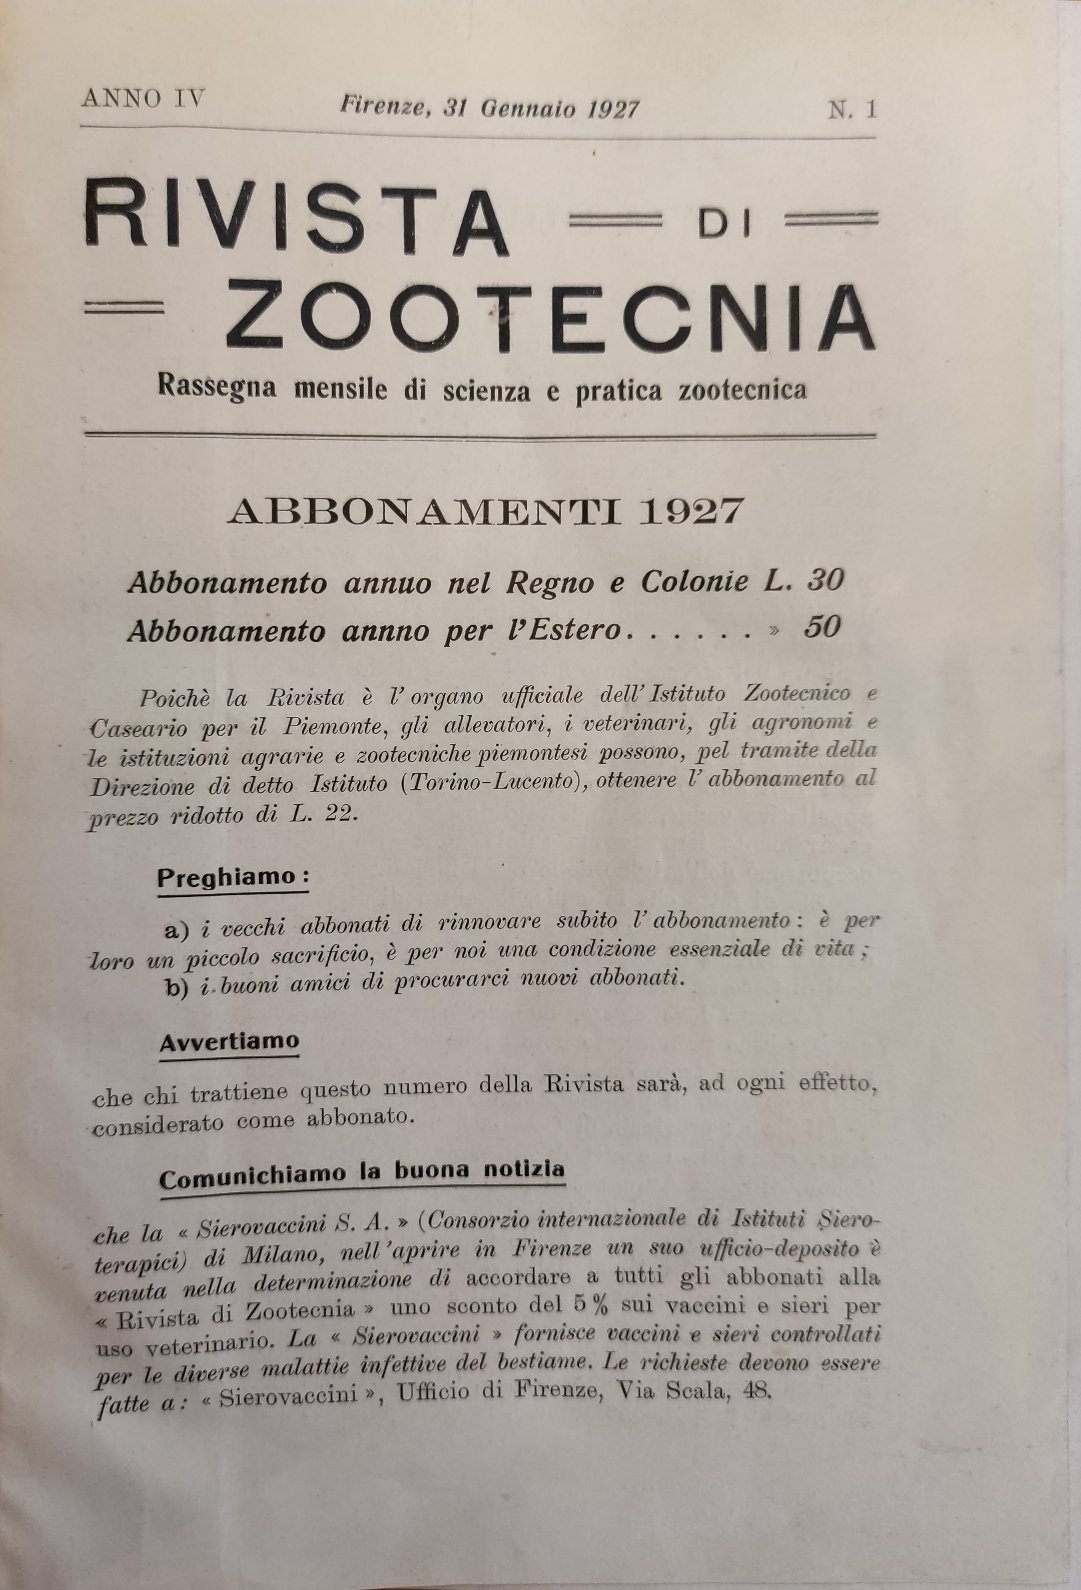 ANNO IV Firenze, 31 Gennaio 1927 N. 1
RIVISTA DI
ZOOTECNIA
Rassegna mensile di scienza e pratica zootecnica
ABBONAMENTI 1927
Abbonamento annuo nel Regno e Colonie L. 30
Abbonamento annno per l'Estero. . . . . . . » 50
Poichè la Rivista è l'organo ufficiale dell'Istituto Zootecnico e
Caseario per il Piemonte, gli allevatori, i veterinari, gli agronomi e
le istituzioni agrarie e zootecniche piemontesi possono, pel tramite della
Direzione di detto Istituto (Torino-Lucento), ottenere l'abbonamento al
prezzo ridotto di L. 22.
Preghiamo :
a) i vecchi abbonati di rinnovare subito l'abbonamento : è per
loro un piccolo sacrificio, è per noi una condizione essenziale di vita ;
b) i buoni amici di procurarci nuovi abbonati.
Avvertiamo
che chi trattiene questo numero della Rivista sarà, ad ogni effetto,
considerato come abbonato.
Comunichiamo la buona notizia
che la « Sierovaccini S. A. » (Consorzio internazionale di Istituti Siero-
terapici) di Milano, nell'aprire in Firenze un suo ufficio-deposito è
venuta nella determinazione di accordare a tutti gli abbonati alla
« Rivista di Zootecnia » uno sconto del 5 % sui vaccini e sieri per
uso veterinario. La « Sierovaccini » fornisce vaccini e sieri controllati
per le diverse malattie infettive del bestiame. Le richieste devono essere
fatte a : « Sierovaccini », Ufficio di Firenze, Via Scala, 48.